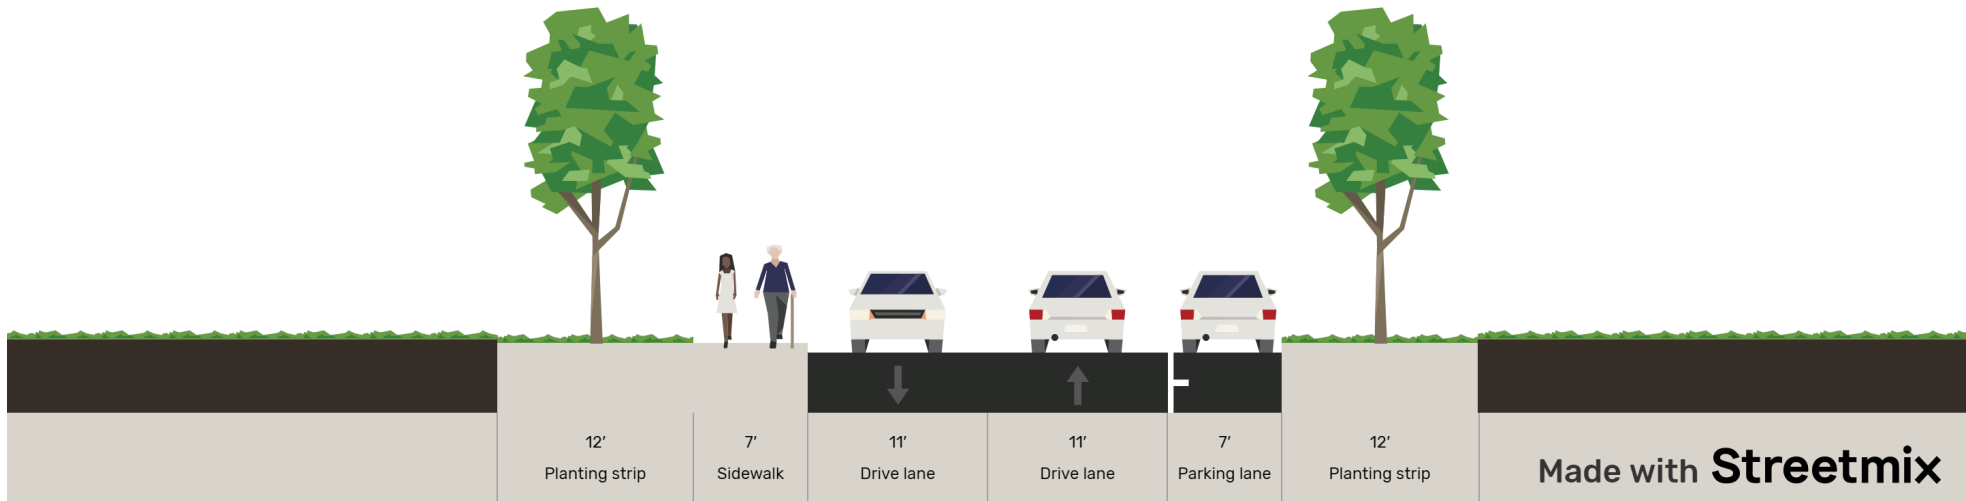 12′
Planting strip
7′
Sidewalk
11′
Drive lane
11′
Drive lane
7′
Parking lane
12′
Planting strip
Made with Streetmix